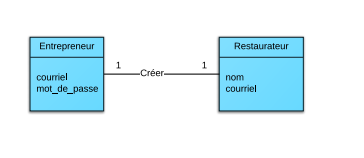 Entrepreneur
courriel
mot_de_passe
1
Créer
1
Restaurateur
nom
courriel